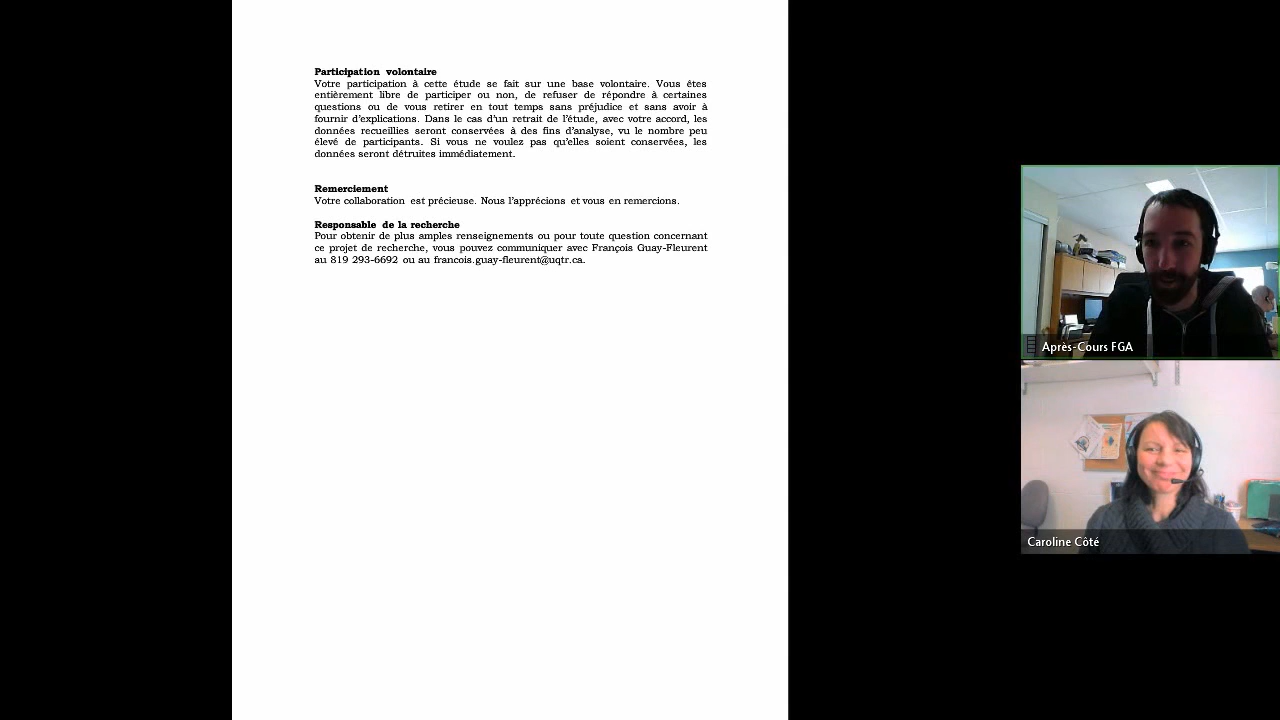 Participation volontaire
Votre participation à cette étude se fait sur une base volontaire. Vous êtes
entièrement libre de participer ou non, de refuser de répondre à certaines
questions ou de vous retirer en tout temps sans préjudice et sans avoir à
fournir d'explications. Dans le cas d'un retrait de l'étude, avec votre accord, les
données recueillies seront conservées à des fins d'analyse, vu le nombre peu
élevé de participants. Si vous ne voulez pas qu'elles soient conservées, les
données seront détruites immédiatement.
Remerciement
Votre collaboration est précieuse. Nous l'apprécions et vous en remercions.
Responsable de la recherche
Pour obtenir de plus amples renseignements ou pour toute question concernant
ce projet de recherche, vous pouvez communiquer avec François Guay-Fleurent
au 819 293-6692 ou au francois.guay-fleurent@uqtr.ca.
Après-Cours FGA
Caroline Côté